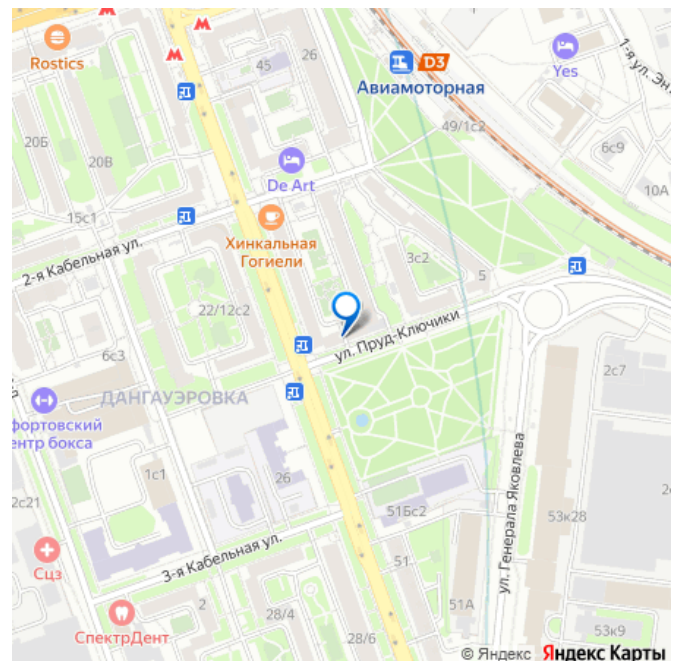 Rostics
М
М
М
45
26
D3
Авиамоторная
Yes
1-я ул. Эн
49/1с2
6с9
20Б
20В
10А
De Art
15с1
Хинкальная
Гогиели
2-я Кабельная ул.
3с2
5
22/12с2
ул. Пруд-Ключики
6с3
2с7
ДАНГАУЭРОВКА
фортовский
ентр бокса
1с1
26
2с21
51Бс2
53к28
ул. Генерала Яковлева
3-я Кабельная ул.
Сцз
51
2
28/4
51А
СпектрДент
28/6
53к9
© Яндекс Яндекс Карты